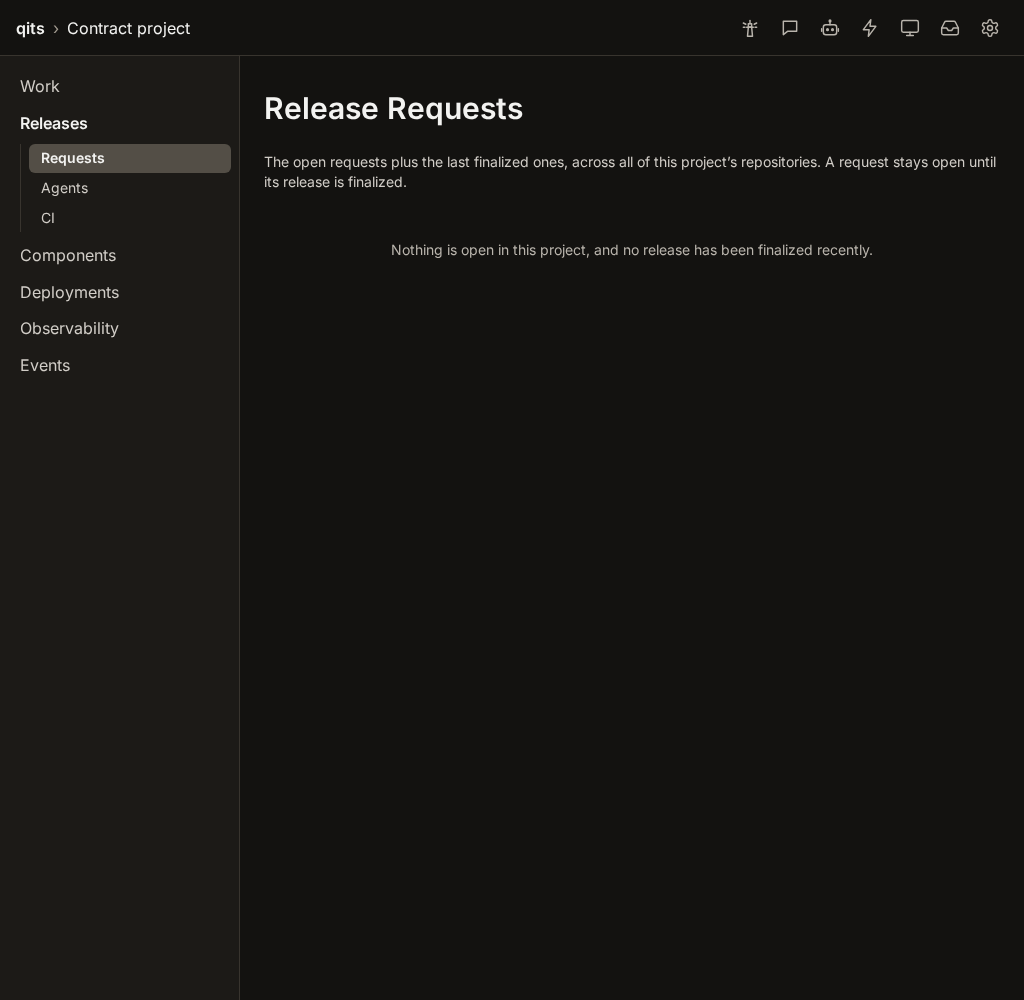 qits › Contract project
Work
Releases
Requests
Agents
CI
Components
Deployments
Observability
Events
Release Requests
The open requests plus the last finalized ones, across all of this project’s repositories. A request stays open until
its release is finalized.
Nothing is open in this project, and no release has been finalized recently.